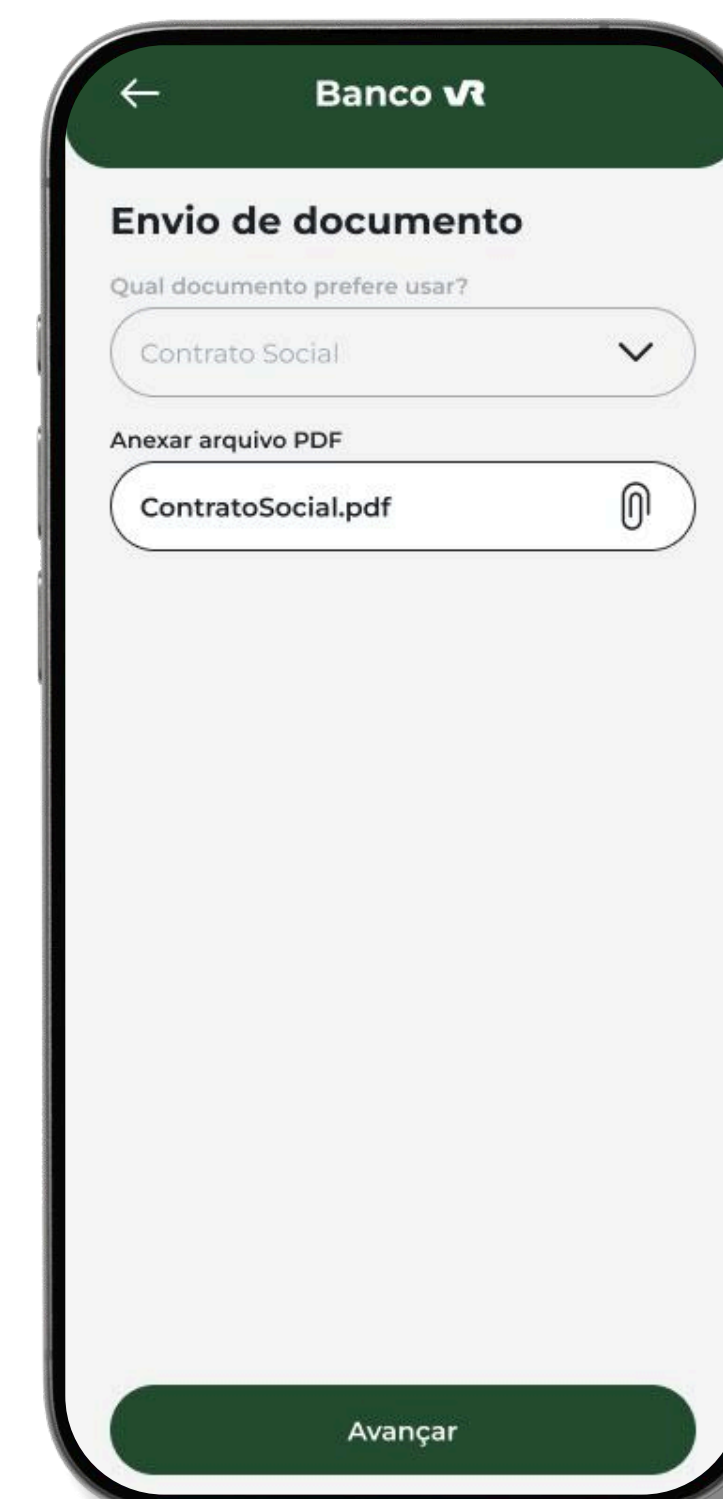 Banco VR
Envio de documento
Qual documento prefere usar?
Contrato Social
Anexar arquivo PDF
ContratoSocial.pdf
Avançar